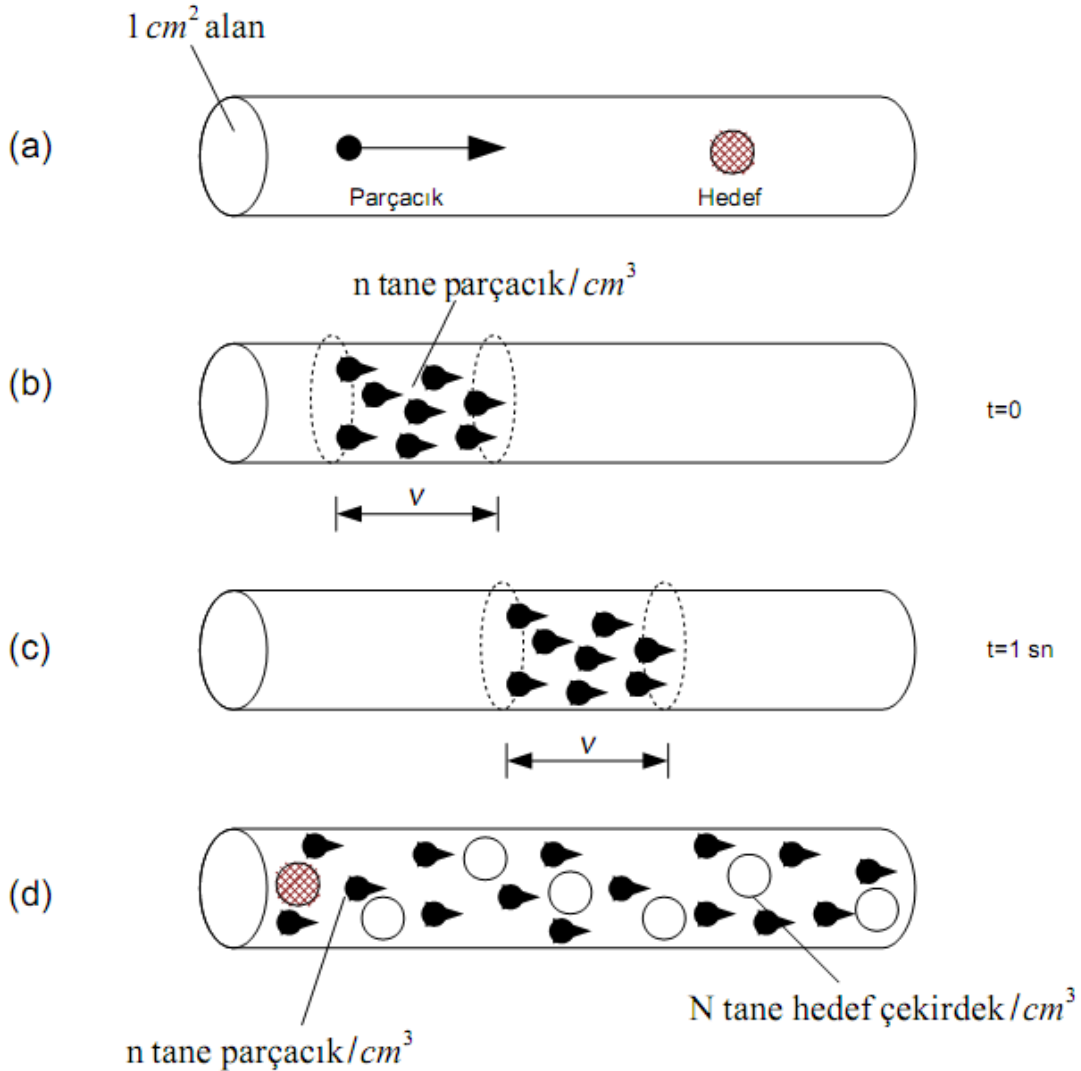 1 cm² alan
(a)
Parçacık
Hedef
n tane parçacık/cm³
(b)
t=0
v
(c)
t=1 sn
v
(d)
N tane hedef çekirdek/cm³
n tane parçacık/cm³